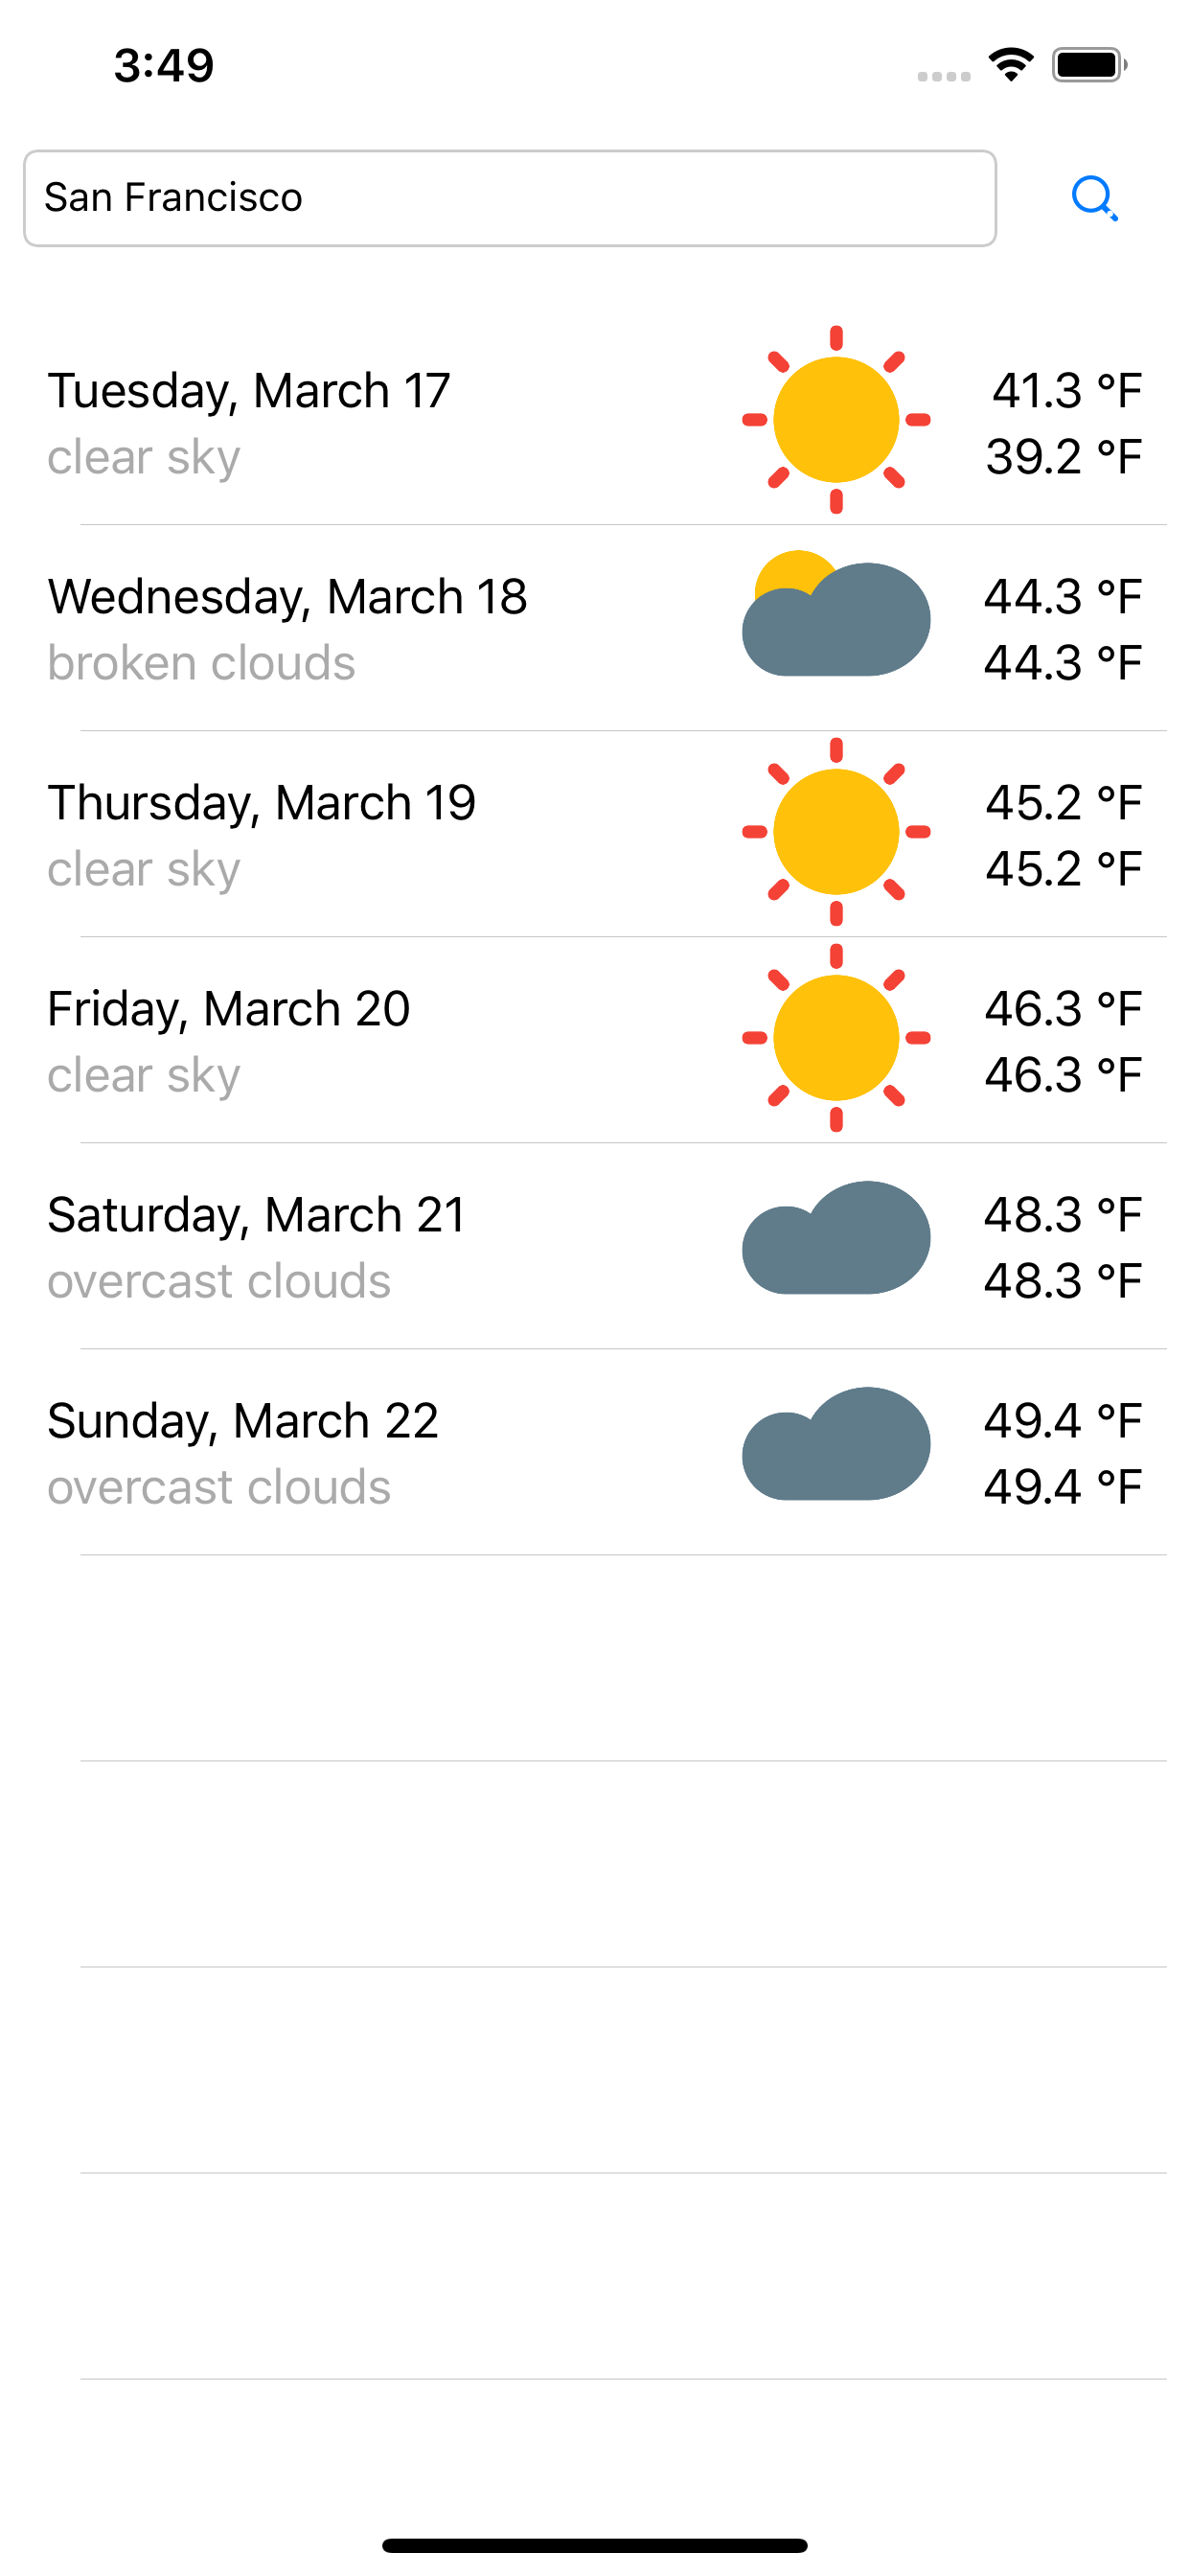 3:49
San Francisco
Tuesday, March 17
41.3 °F
clear sky
39.2 °F
Wednesday, March 18
44.3 °F
broken clouds
44.3 °F
Thursday, March 19
45.2 °F
clear sky
45.2 °F
Friday, March 20
46.3 °F
clear sky
46.3 °F
Saturday, March 21
48.3 °F
overcast clouds
48.3 °F
Sunday, March 22
49.4 °F
overcast clouds
49.4 °F